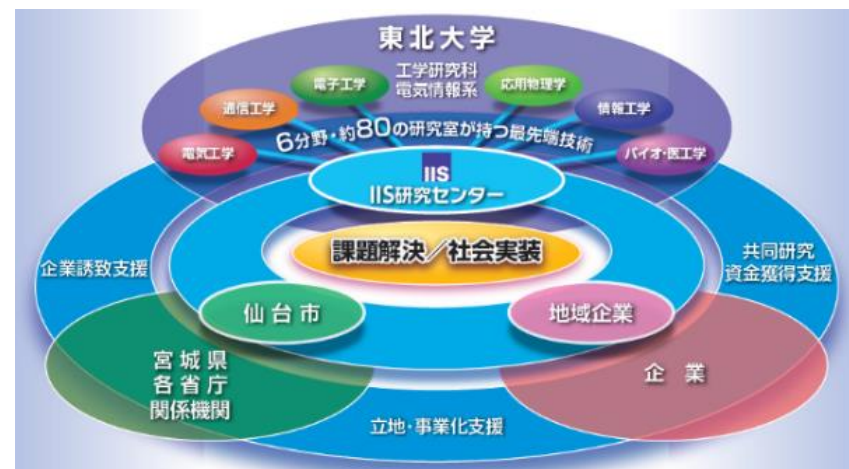 東北大学
工学研究科
電気情報系
電気工学
通信工学
電子工学
応用物理学
情報工学
バイオ・医工学
6分野・約80の研究室が持つ最先端技術
IIS
IIS研究センター
課題解決／社会実装
企業誘致支援
共同研究
資金獲得支援
仙台市
地域企業
宮城県
各省庁
関係機関
企業
立地・事業化支援